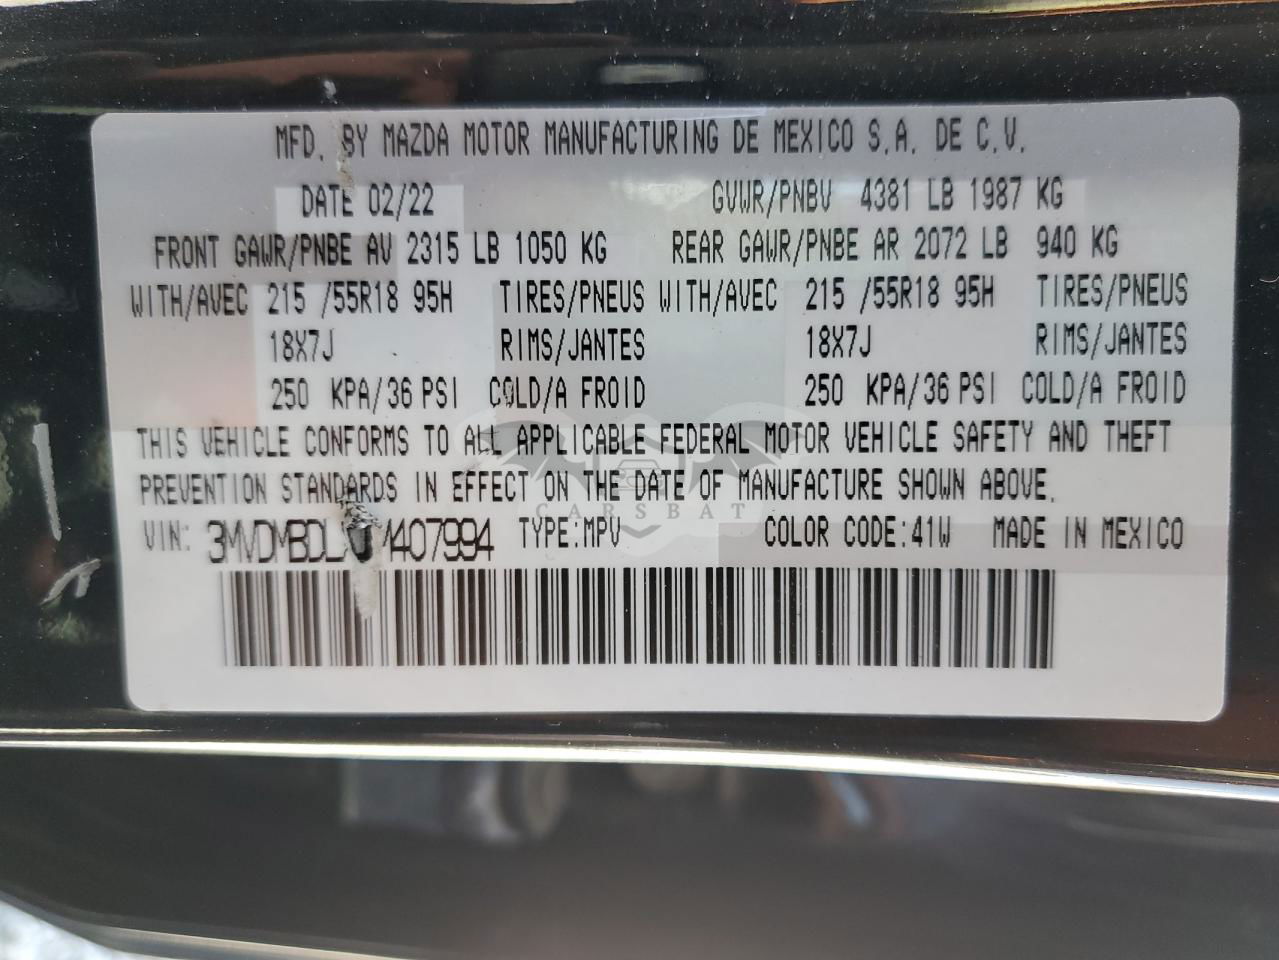 MFD. BY MAZDA MOTOR MANUFACTURING DE MEXICO S.A. DE C.V.
DATE 02/22 GVWR/PNBV 4381 LB 1987 KG
FRONT GAWR/PNBE AV 2315 LB 1050 KG REAR GAWR/PNBE AR 2072 LB 940 KG
WITH/AVEC 215 /55R18 95H TIRES/PNEUS WITH/AVEC 215 /55R18 95H TIRES/PNEUS
18X7J RIMS/JANTES 18X7J RIMS/JANTES
250 KPA/36 PSI COLD/A FROID 250 KPA/36 PSI COLD/A FROID
THIS VEHICLE CONFORMS TO ALL APPLICABLE FEDERAL MOTOR VEHICLE SAFETY AND THEFT
PREVENTION STANDARDS IN EFFECT ON THE DATE OF MANUFACTURE SHOWN ABOVE.
CARSBAT
VIN: TYPE:MPV COLOR CODE:41W MADE IN MEXICO